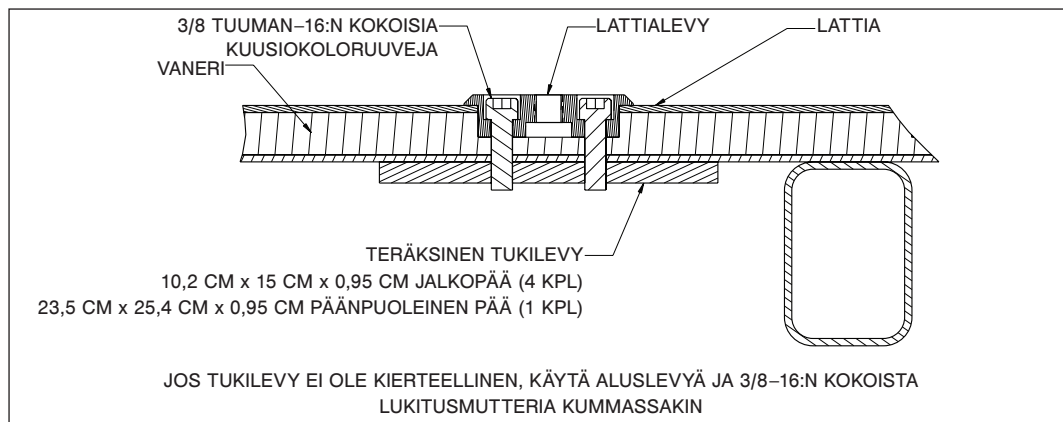 3/8 TUUMAN–16:N KOKOISIA
KUUSIOKOLORUUVEJA
LATTIALEVY
LATTIA
VANERI
TERÄKSINEN TUKILEVY
10,2 CM x 15 CM x 0,95 CM JALKOPÄÄ (4 KPL)
23,5 CM x 25,4 CM x 0,95 CM PÄÄNPUOLEINEN PÄÄ (1 KPL)
JOS TUKILEVY EI OLE KIERTEELLINEN, KÄYTÄ ALUSLEVYÄ JA 3/8–16:N KOKOISTA
LUKITUSMUTTERIA KUMMASSAKIN